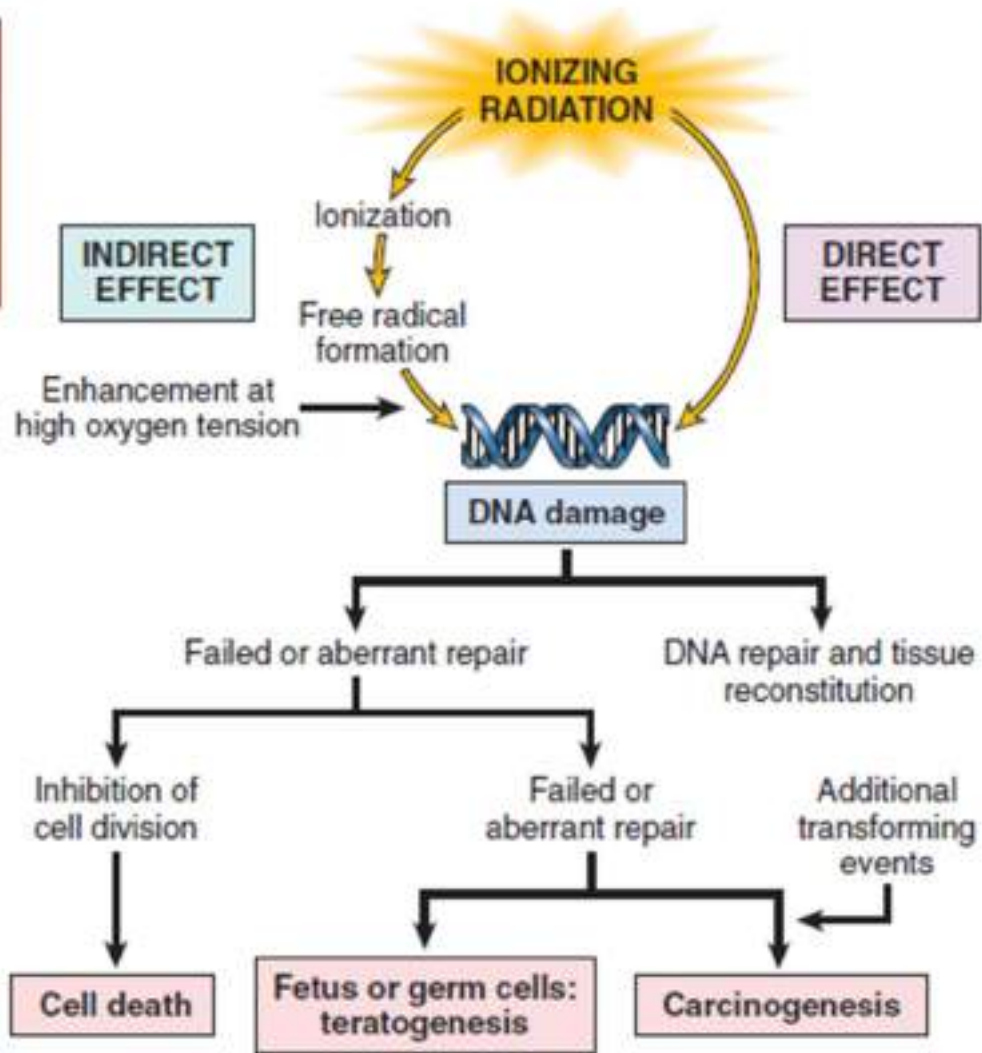 IONIZING
RADIATION
Ionization
INDIRECT
EFFECT
DIRECT
EFFECT
Free radical
formation
Enhancement at
high oxygen tension
DNA damage
Failed or aberrant repair
DNA repair and tissue
reconstitution
Inhibition of
cell division
Failed or
aberrant repair
Additional
transforming
events
Cell death
Fetus or germ cells:
teratogenesis
Carcinogenesis